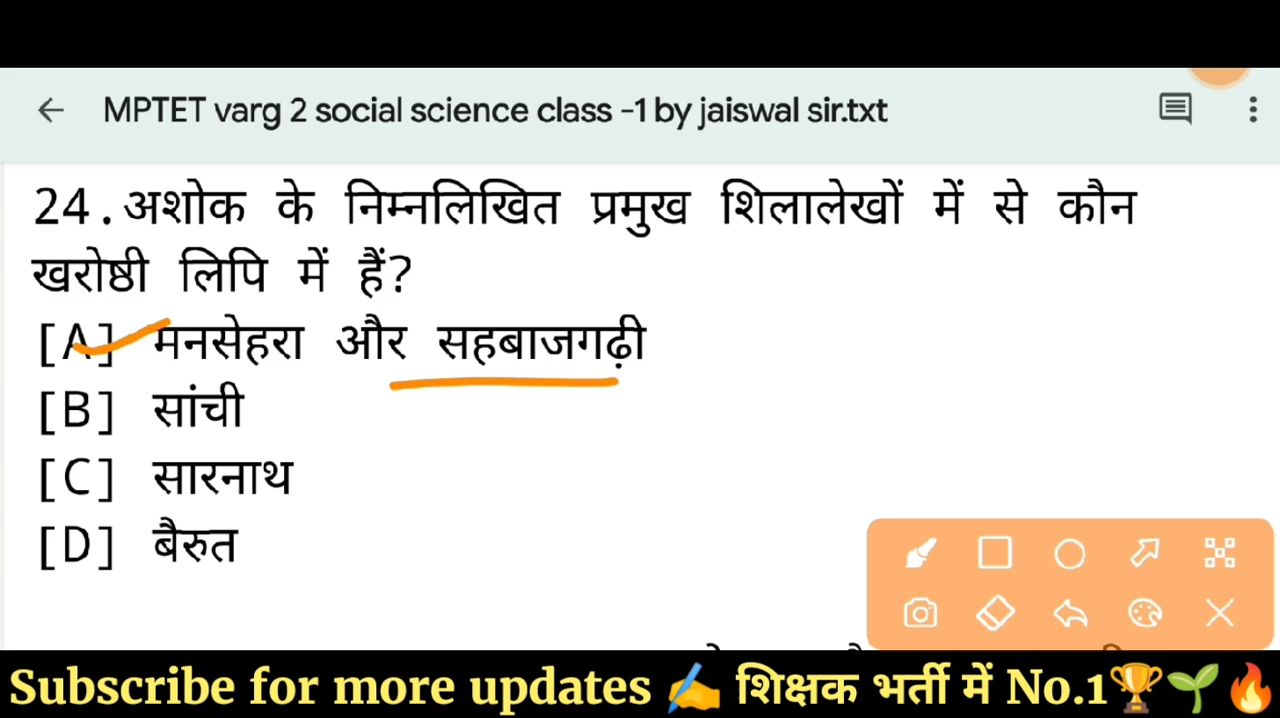 MPTET varg 2 social science class -1 by jaiswal sir.txt
24.अशोक के निम्नलिखित प्रमुख शिलालेखों में से कौन
खरोष्ठी लिपि में हैं?
[A] मनसेहरा और सहबाजगढ़ी
[B] सांची
[C] सारनाथ
[D] बैरुत
Subscribe for more updates ✍️ शिक्षक भर्ती में No.1🏆🌱🔥